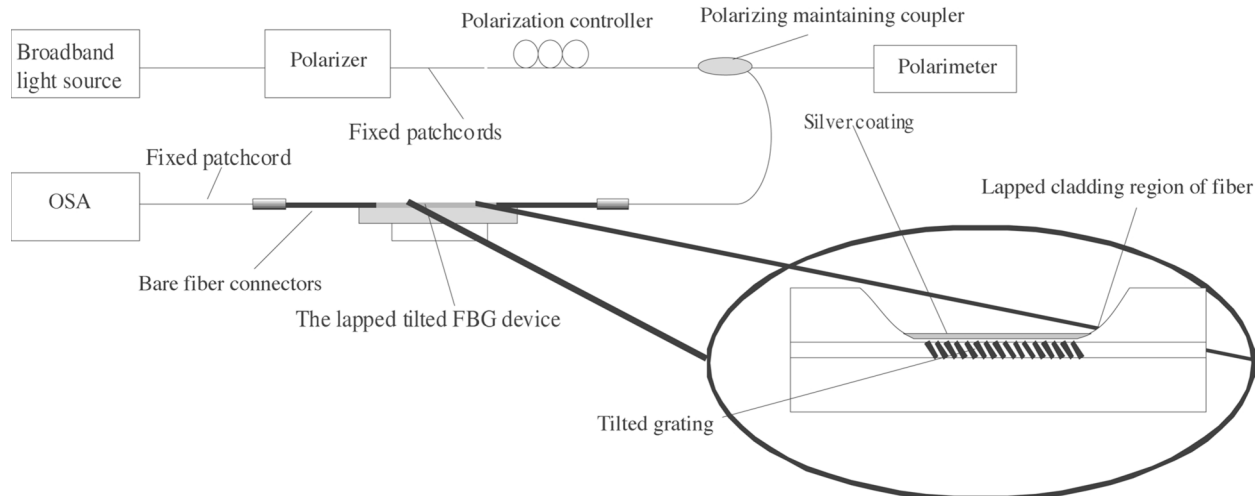 Polarizing maintaining coupler
Polarization controller
Broadband
light source
Polarizer
Polarimeter
Fixed patchcords
Silver coating
Fixed patchcord
OSA
Lapped cladding region of fiber
Bare fiber connectors
The lapped tilted FBG device
Tilted grating